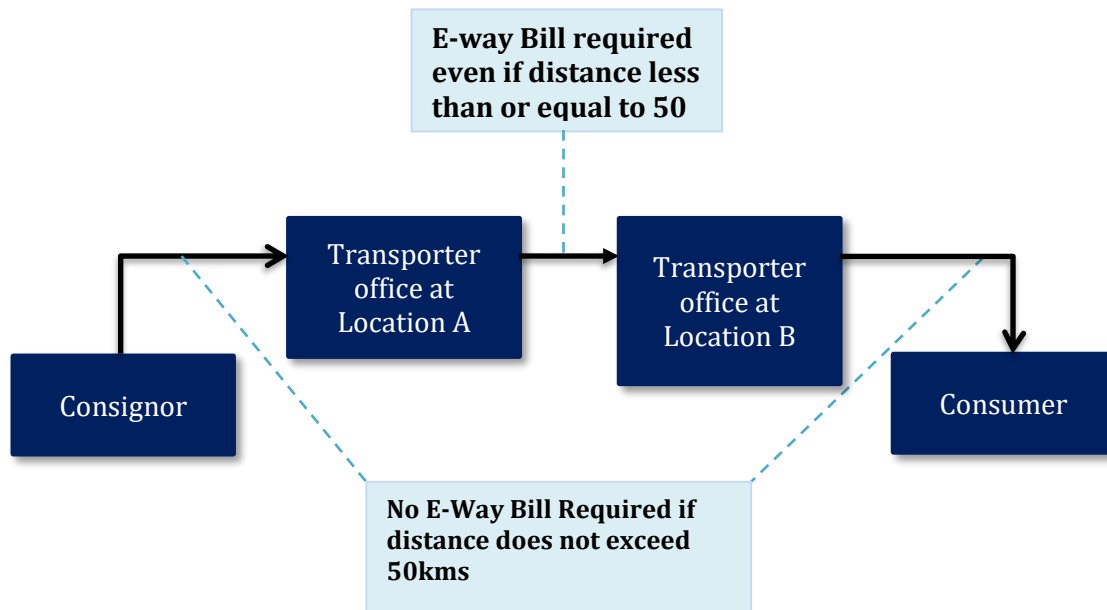 E-way Bill required
even if distance less
than or equal to 50
Transporter
office at
Location A
Transporter
office at
Location B
Consignor
Consumer
No E-Way Bill Required if
distance does not exceed
50kms